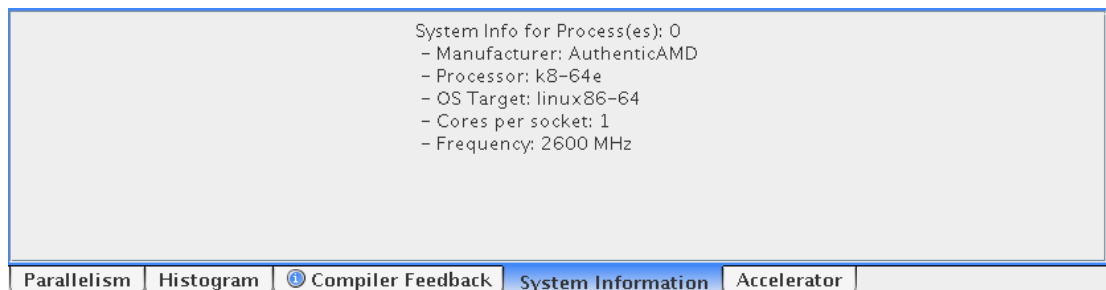 System Info for Process(es): 0
– Manufacturer: AuthenticAMD
– Processor: k8–64e
– OS Target: linux86–64
– Cores per socket: 1
– Frequency: 2600 MHz
Parallelism Histogram Compiler Feedback System Information Accelerator